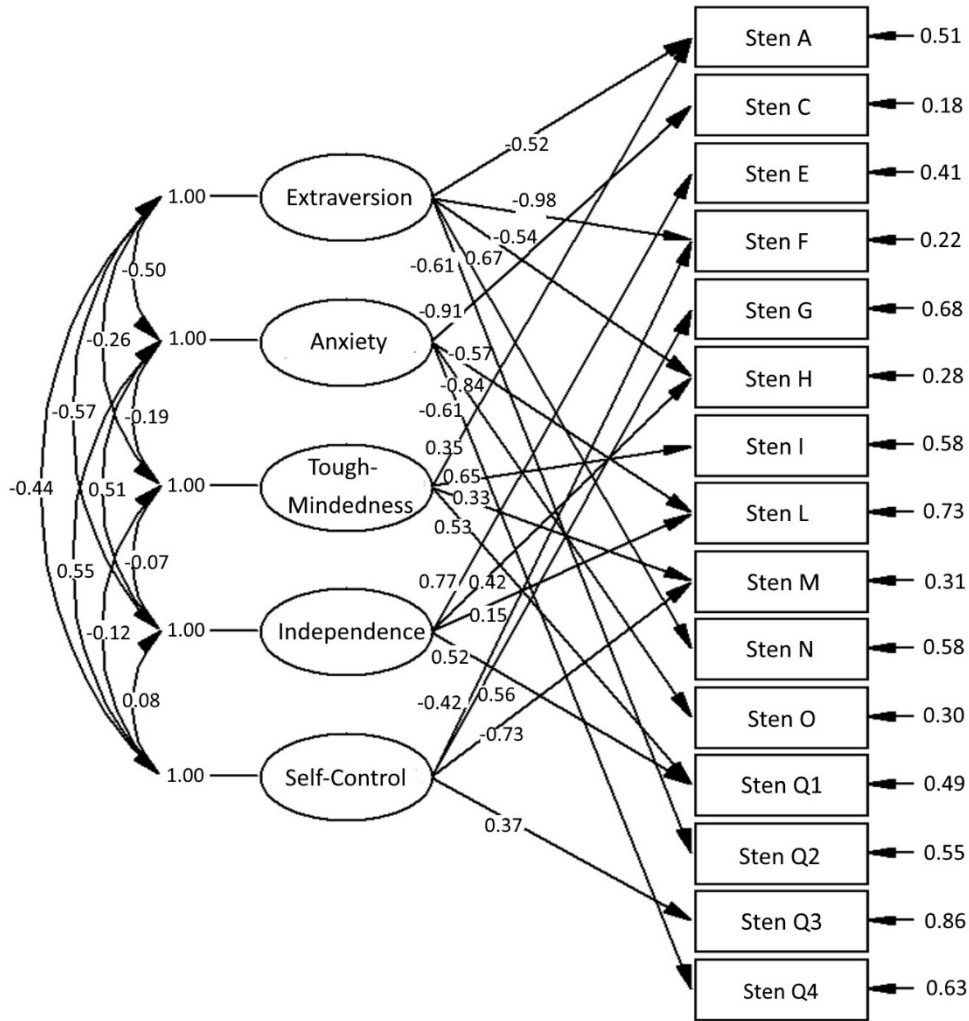 Sten A
0.51
Sten C
0.18
-0.52
Sten E
0.41
1.00
Extraversion
-0.98
Sten F
0.22
-0.54
-0.61
0.67
-0.50
Sten G
0.68
-0.91
-0.26
1.00
Anxiety
-0.57
Sten H
0.28
-0.84
-0.61
-0.57
-0.19
0.35
Sten I
0.58
0.65
-0.44
0.51
1.00
Tough-
Mindedness
0.33
Sten L
0.73
0.53
0.55
-0.07
0.77
0.42
Sten M
0.31
0.15
-0.12
1.00
Independence
0.52
Sten N
0.58
0.08
-0.42
0.56
Sten O
0.30
-0.73
1.00
Self-Control
Sten Q1
0.49
0.37
Sten Q2
0.55
Sten Q3
0.86
Sten Q4
0.63